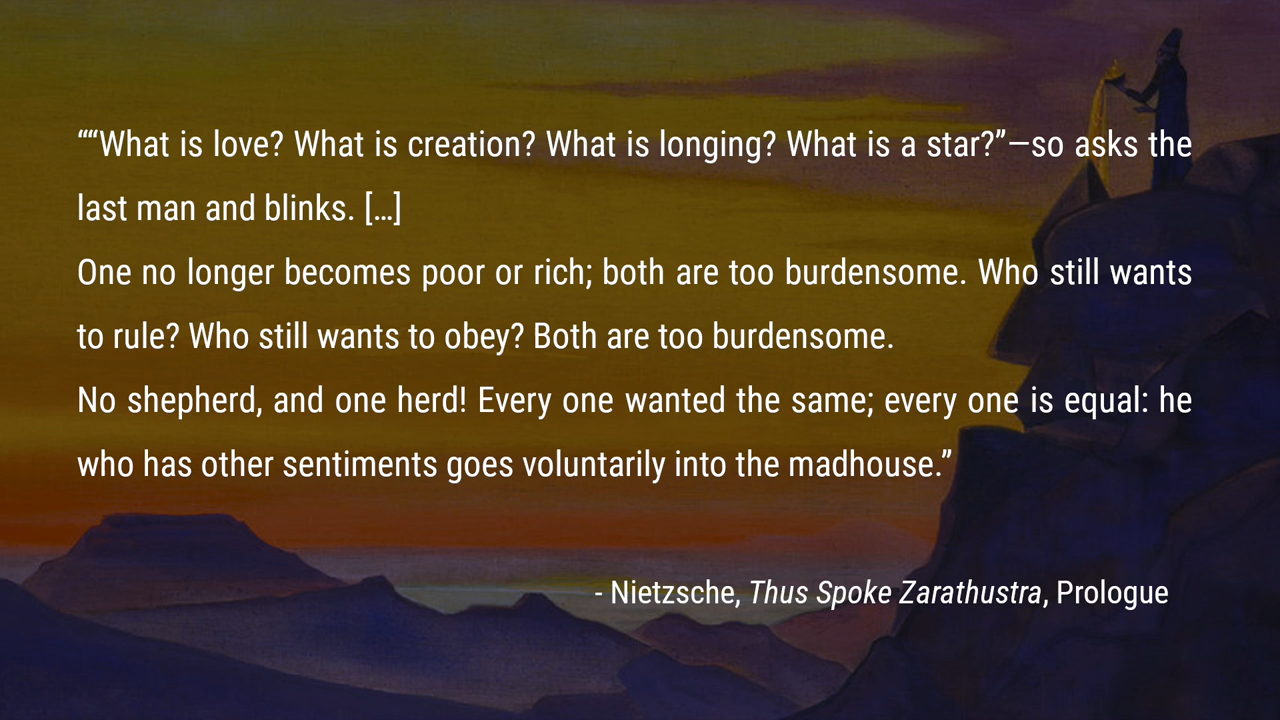 ““What is love? What is creation? What is longing? What is a star?”—so asks the
last man and blinks. [...]
One no longer becomes poor or rich; both are too burdensome. Who still wants
to rule? Who still wants to obey? Both are too burdensome.
No shepherd, and one herd! Every one wanted the same; every one is equal: he
who has other sentiments goes voluntarily into the madhouse.”
- Nietzsche, Thus Spoke Zarathustra, Prologue